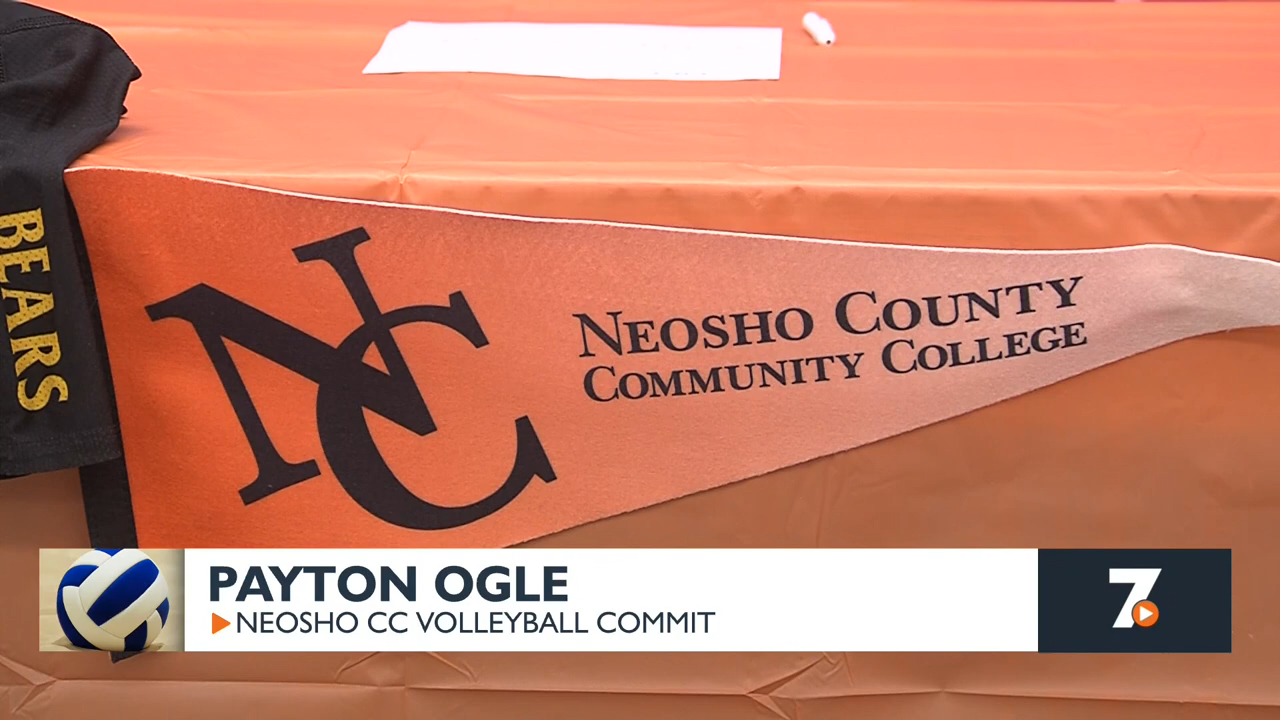 BEARS
NC
NEOSHO COUNTY
COMMUNITY COLLEGE
PAYTON OGLE
NEOSHO CC VOLLEYBALL COMMIT
7